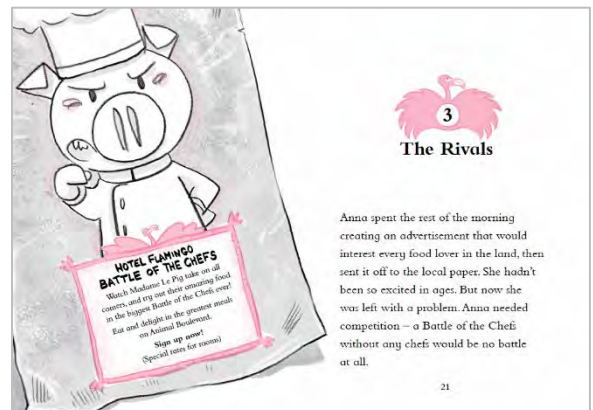 HOTEL FLAMINGO
BATTLE OF THE CHEFS
Watch Madame Le Pig take on all
comers, and try out their amazing food
in the biggest Battle of the Chefs ever!
Eat and delight in the greatest meals
on Animal Boulevard.
Sign up now!
(Special rates for rooms)
3
The Rivals
Anna spent the rest of the morning
creating an advertisement that would
interest every food lover in the land, then
sent it off to the local paper. She hadn't
been so excited in ages. But now she
was left with a problem. Anna needed
competition – a Battle of the Chefs
without any chefs would be no battle
at all.
21